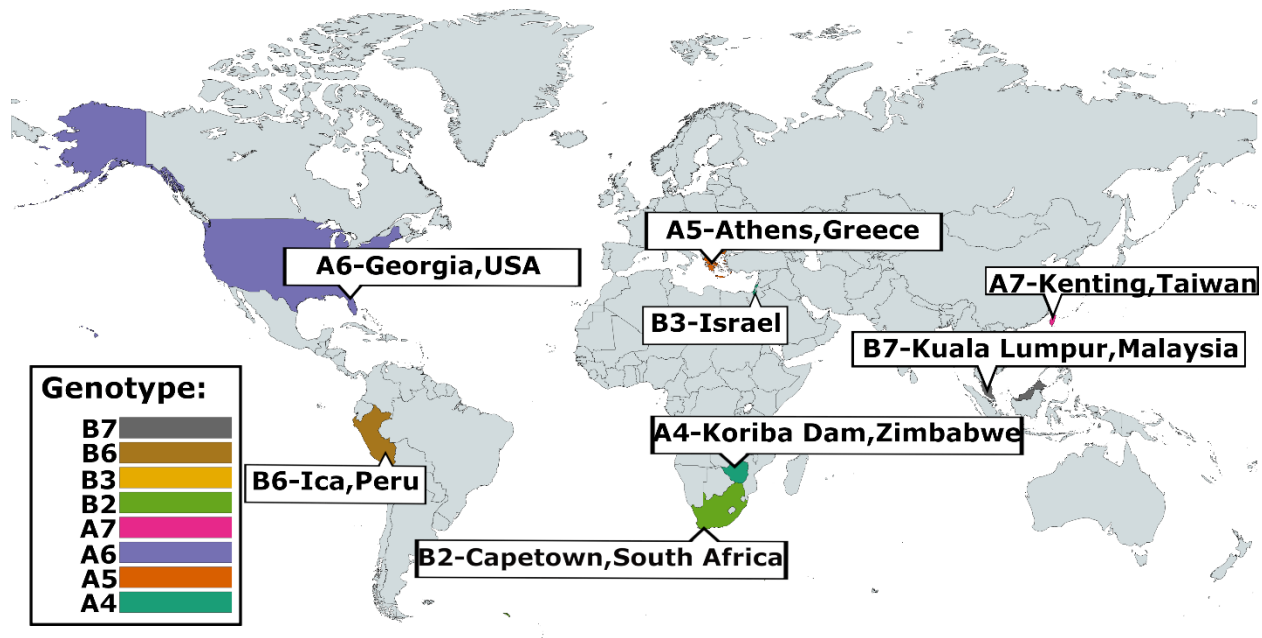 A5-Athens,Greece
A6-Georgia,USA
A7-Kenting,Taiwan
B3-Israel
B7-Kuala Lumpur,Malaysia
A4-Koriba Dam,Zimbabwe
B6-Ica,Peru
B2-Capetown,South Africa
Genotype:
B7
B6
B3
B2
A7
A6
A5
A4